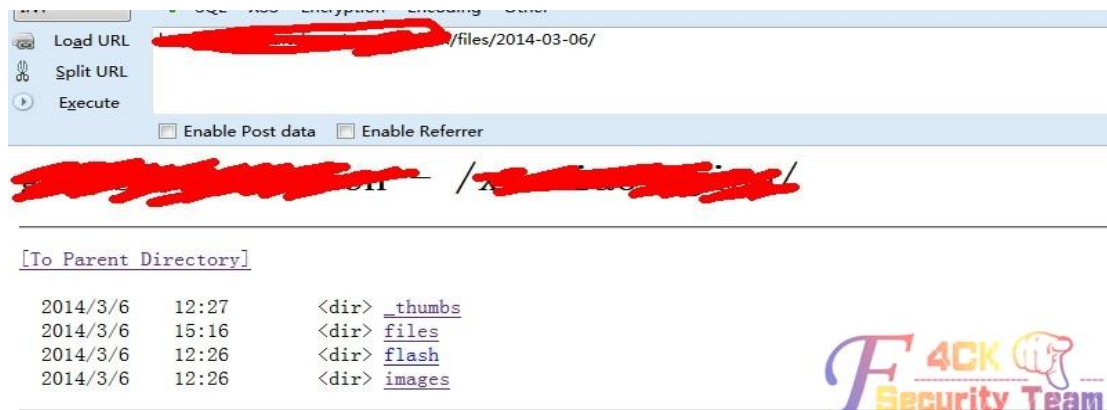 SQL XSS Encryption Encoding Other
Load URL /files/2014-03-06/
Split URL
Execute
Enable Post data Enable Referrer
[To Parent Directory]
2014/3/6 12:27 <dir> _thumbs
2014/3/6 15:16 <dir> files
2014/3/6 12:26 <dir> flash
2014/3/6 12:26 <dir> images
F4CK
Security Team